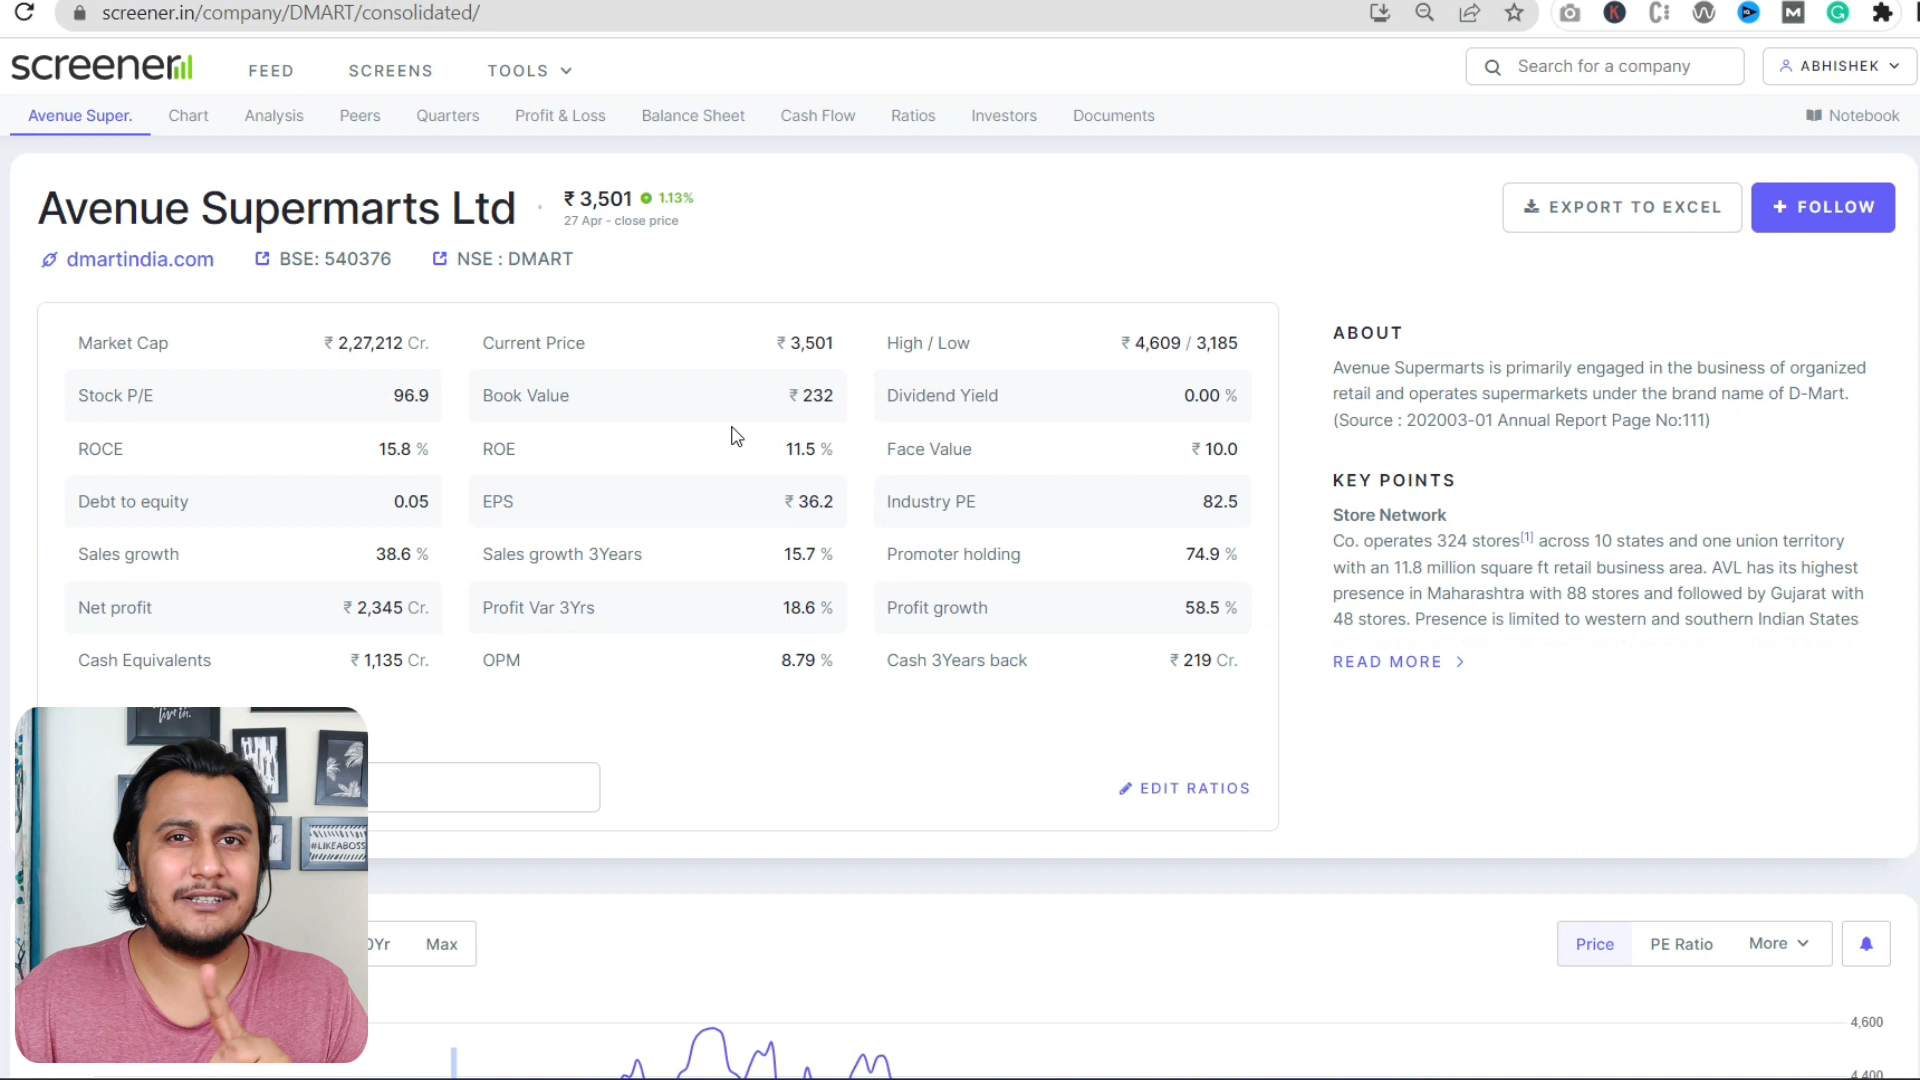 screener.in/company/DMART/consolidated/
screener
FEED SCREENS TOOLS
Search for a company
ABHISHEK
Avenue Super. Chart Analysis Peers Quarters Profit & Loss Balance Sheet Cash Flow Ratios Investors Documents
Notebook
Avenue Supermarts Ltd
₹ 3,501 1.13%
27 Apr - close price
EXPORT TO EXCEL
+ FOLLOW
dmartindia.com BSE: 540376 NSE : DMART
Market Cap ₹ 2,27,212 Cr. Current Price ₹ 3,501 High / Low ₹ 4,609 / 3,185
Stock P/E 96.9 Book Value ₹ 232 Dividend Yield 0.00 %
ROCE 15.8 % ROE 11.5 % Face Value ₹ 10.0
Debt to equity 0.05 EPS ₹ 36.2 Industry PE 82.5
Sales growth 38.6 % Sales growth 3Years 15.7 % Promoter holding 74.9 %
Net profit ₹ 2,345 Cr. Profit Var 3Yrs 18.6 % Profit growth 58.5 %
Cash Equivalents ₹ 1,135 Cr. OPM 8.79 % Cash 3Years back ₹ 219 Cr.
EDIT RATIOS
ABOUT
Avenue Supermarts is primarily engaged in the business of organized
retail and operates supermarkets under the brand name of D-Mart.
(Source : 202003-01 Annual Report Page No:111)
KEY POINTS
Store Network
Co. operates 324 stores[1] across 10 states and one union territory
with an 11.8 million square ft retail business area. AVL has its highest
presence in Maharashtra with 88 stores and followed by Gujarat with
48 stores. Presence is limited to western and southern Indian States
READ MORE
live in.
#LIKEABOSS
0Yr Max
Price PE Ratio More
4,600
4,400